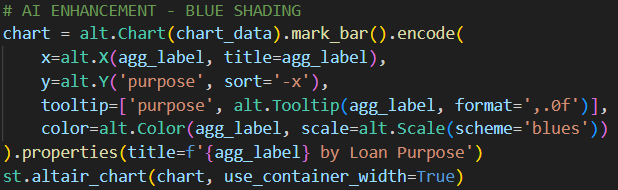 # AI ENHANCEMENT - BLUE SHADING
chart = alt.Chart(chart_data).mark_bar().encode(
    x=alt.X(agg_label, title=agg_label),
    y=alt.Y('purpose', sort='-x'),
    tooltip=['purpose', alt.Tooltip(agg_label, format=',.0f')],
    color=alt.Color(agg_label, scale=alt.Scale(scheme='blues'))
).properties(title=f'{agg_label} by Loan Purpose')
st.altair_chart(chart, use_container_width=True)